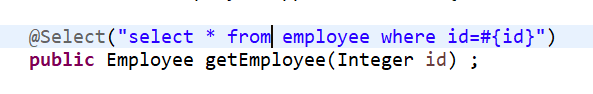 @Select("select * from employee where id=#{id}")
public Employee getEmployee(Integer id) ;